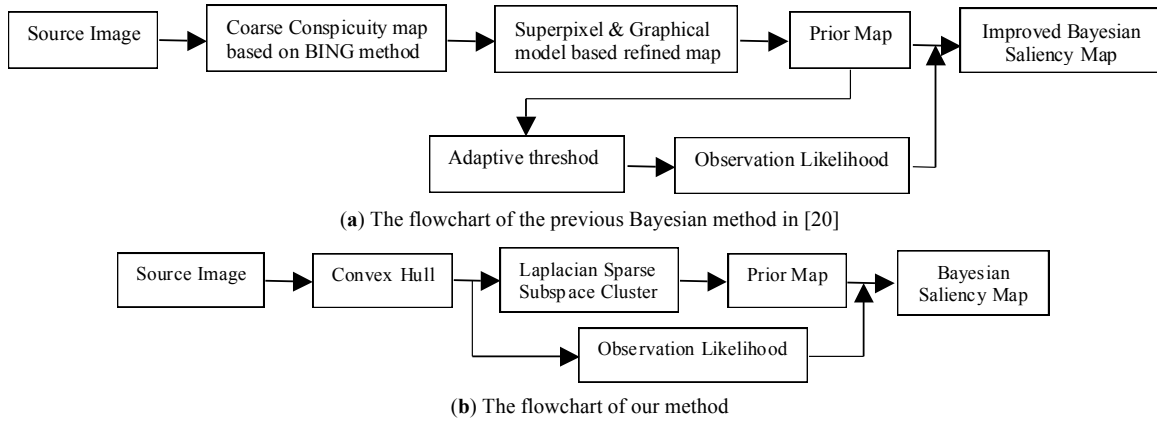 Source Image
Coarse Conspicuity map
based on BING method
Superpixel & Graphical
model based refined map
Prior Map
Improved Bayesian
Saliency Map
Adaptive threshod
Observation Likelihood
(a) The flowchart of the previous Bayesian method in [20]
Source Image
Convex Hull
Laplacian Sparse
Subspace Cluster
Prior Map
Bayesian
Saliency Map
Observation Likelihood
(b) The flowchart of our method